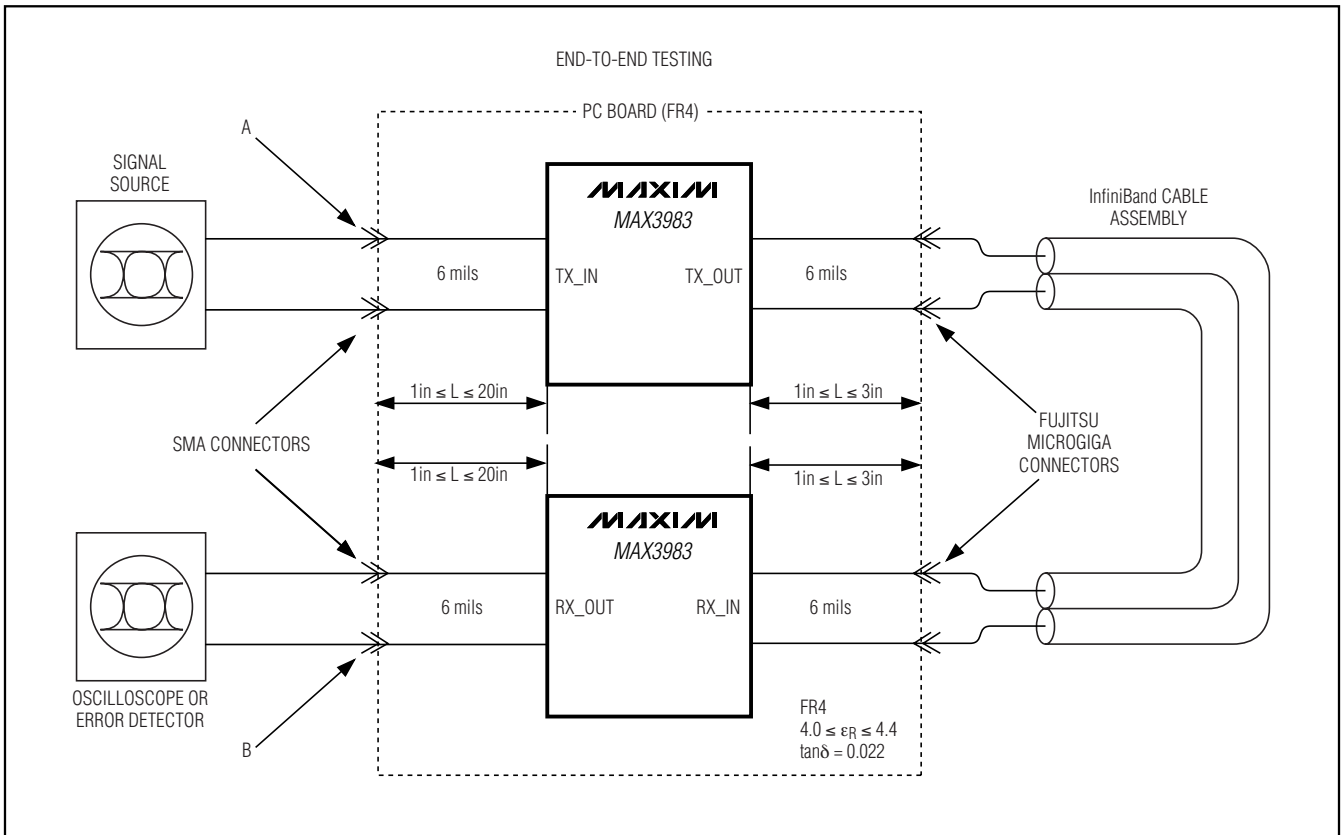 END-TO-END TESTING
PC BOARD (FR4)
A
SIGNAL
SOURCE
MAXIM
MAX3983
InfiniBand CABLE
ASSEMBLY
6 mils
TX_IN
TX_OUT
6 mils
1in ≤ L ≤ 20in
1in ≤ L ≤ 3in
SMA CONNECTORS
FUJITSU
MICROGIGA
CONNECTORS
1in ≤ L ≤ 20in
1in ≤ L ≤ 3in
MAXIM
MAX3983
6 mils
RX_OUT
RX_IN
6 mils
OSCILLOSCOPE OR
ERROR DETECTOR
B
FR4
4.0 ≤ εR ≤ 4.4
tanδ = 0.022